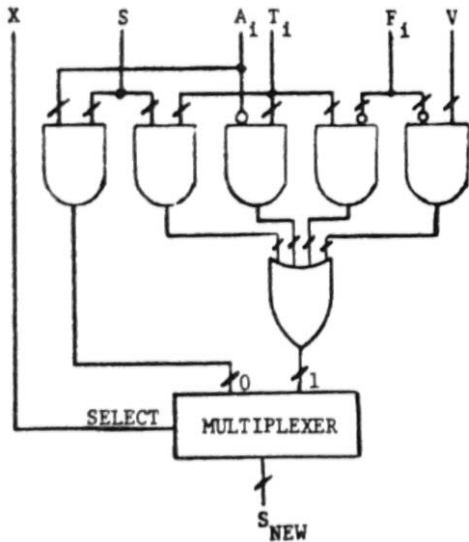 X S A i T i F i V
0 1
SELECT MULTIPLEXER
S NEW